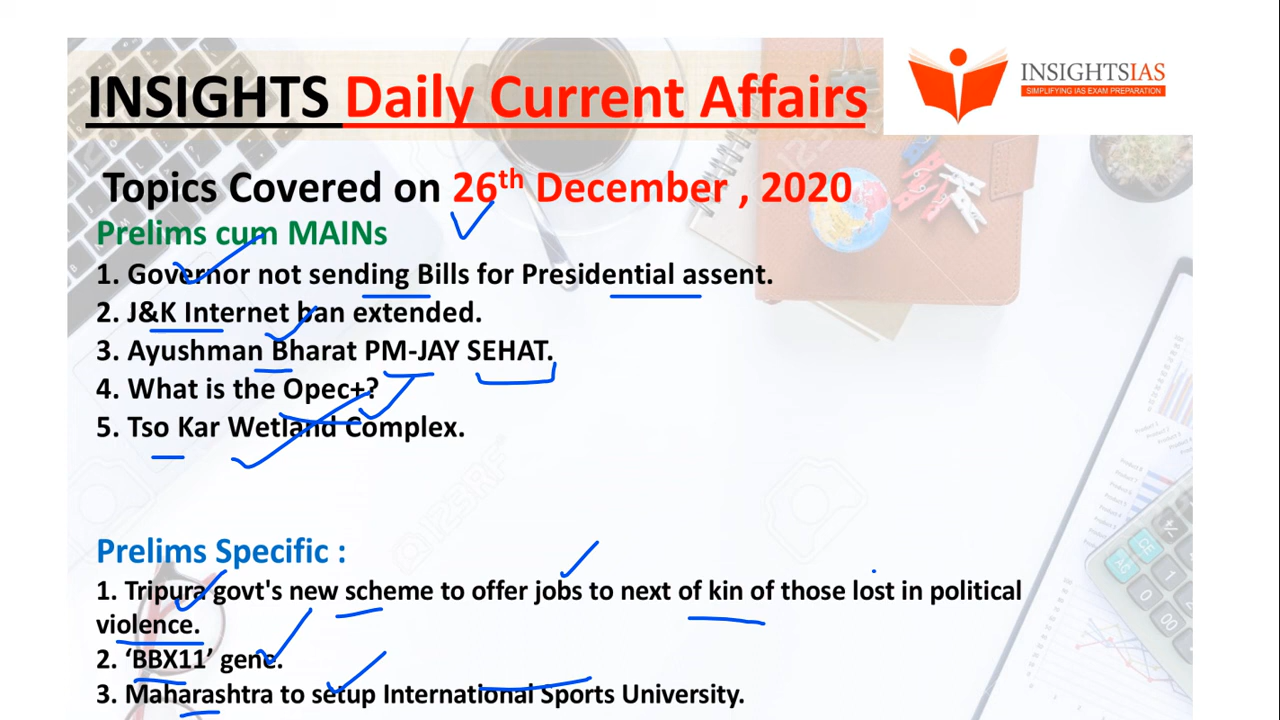 INSIGHTS Daily Current Affairs
INSIGHTSIAS
SIMPLIFYING IAS EXAM PREPARATION
Topics Covered on 26th December , 2020
Prelims cum MAINs
1. Governor not sending Bills for Presidential assent.
2. J&K Internet ban extended.
3. Ayushman Bharat PM-JAY SEHAT.
4. What is the Opec+?
5. Tso Kar Wetland Complex.
Prelims Specific :
1. Tripura govt's new scheme to offer jobs to next of kin of those lost in political
violence.
2. ‘BBX11’ gene.
3. Maharashtra to setup International Sports University.